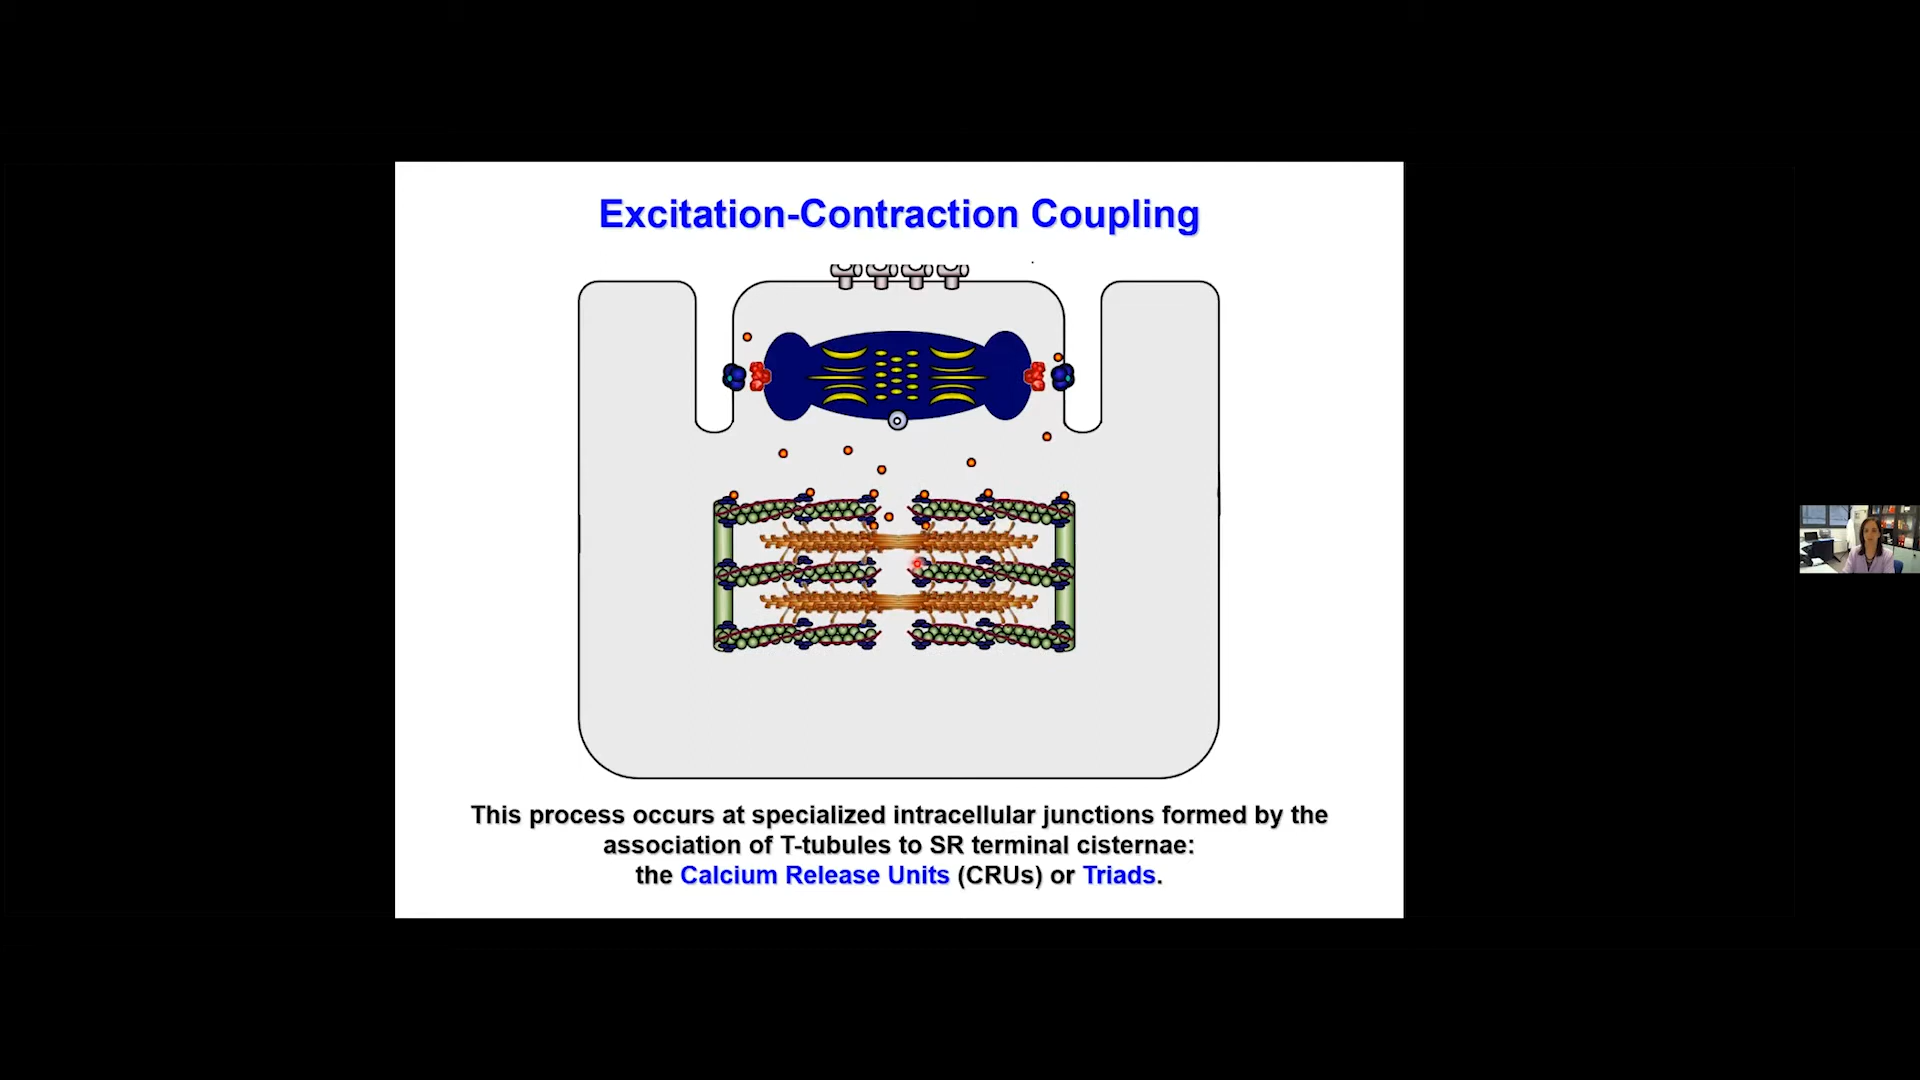 Excitation-Contraction Coupling
This process occurs at specialized intracellular junctions formed by the
association of T-tubules to SR terminal cisternae:
the Calcium Release Units (CRUs) or Triads.